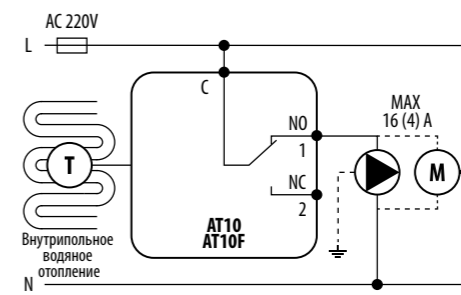 AC 220V
L
C
MAX
16 (4) A
NO
1
T
M
NC
2
AT10
AT10F
Внутрипольное
водяное
отопление
N